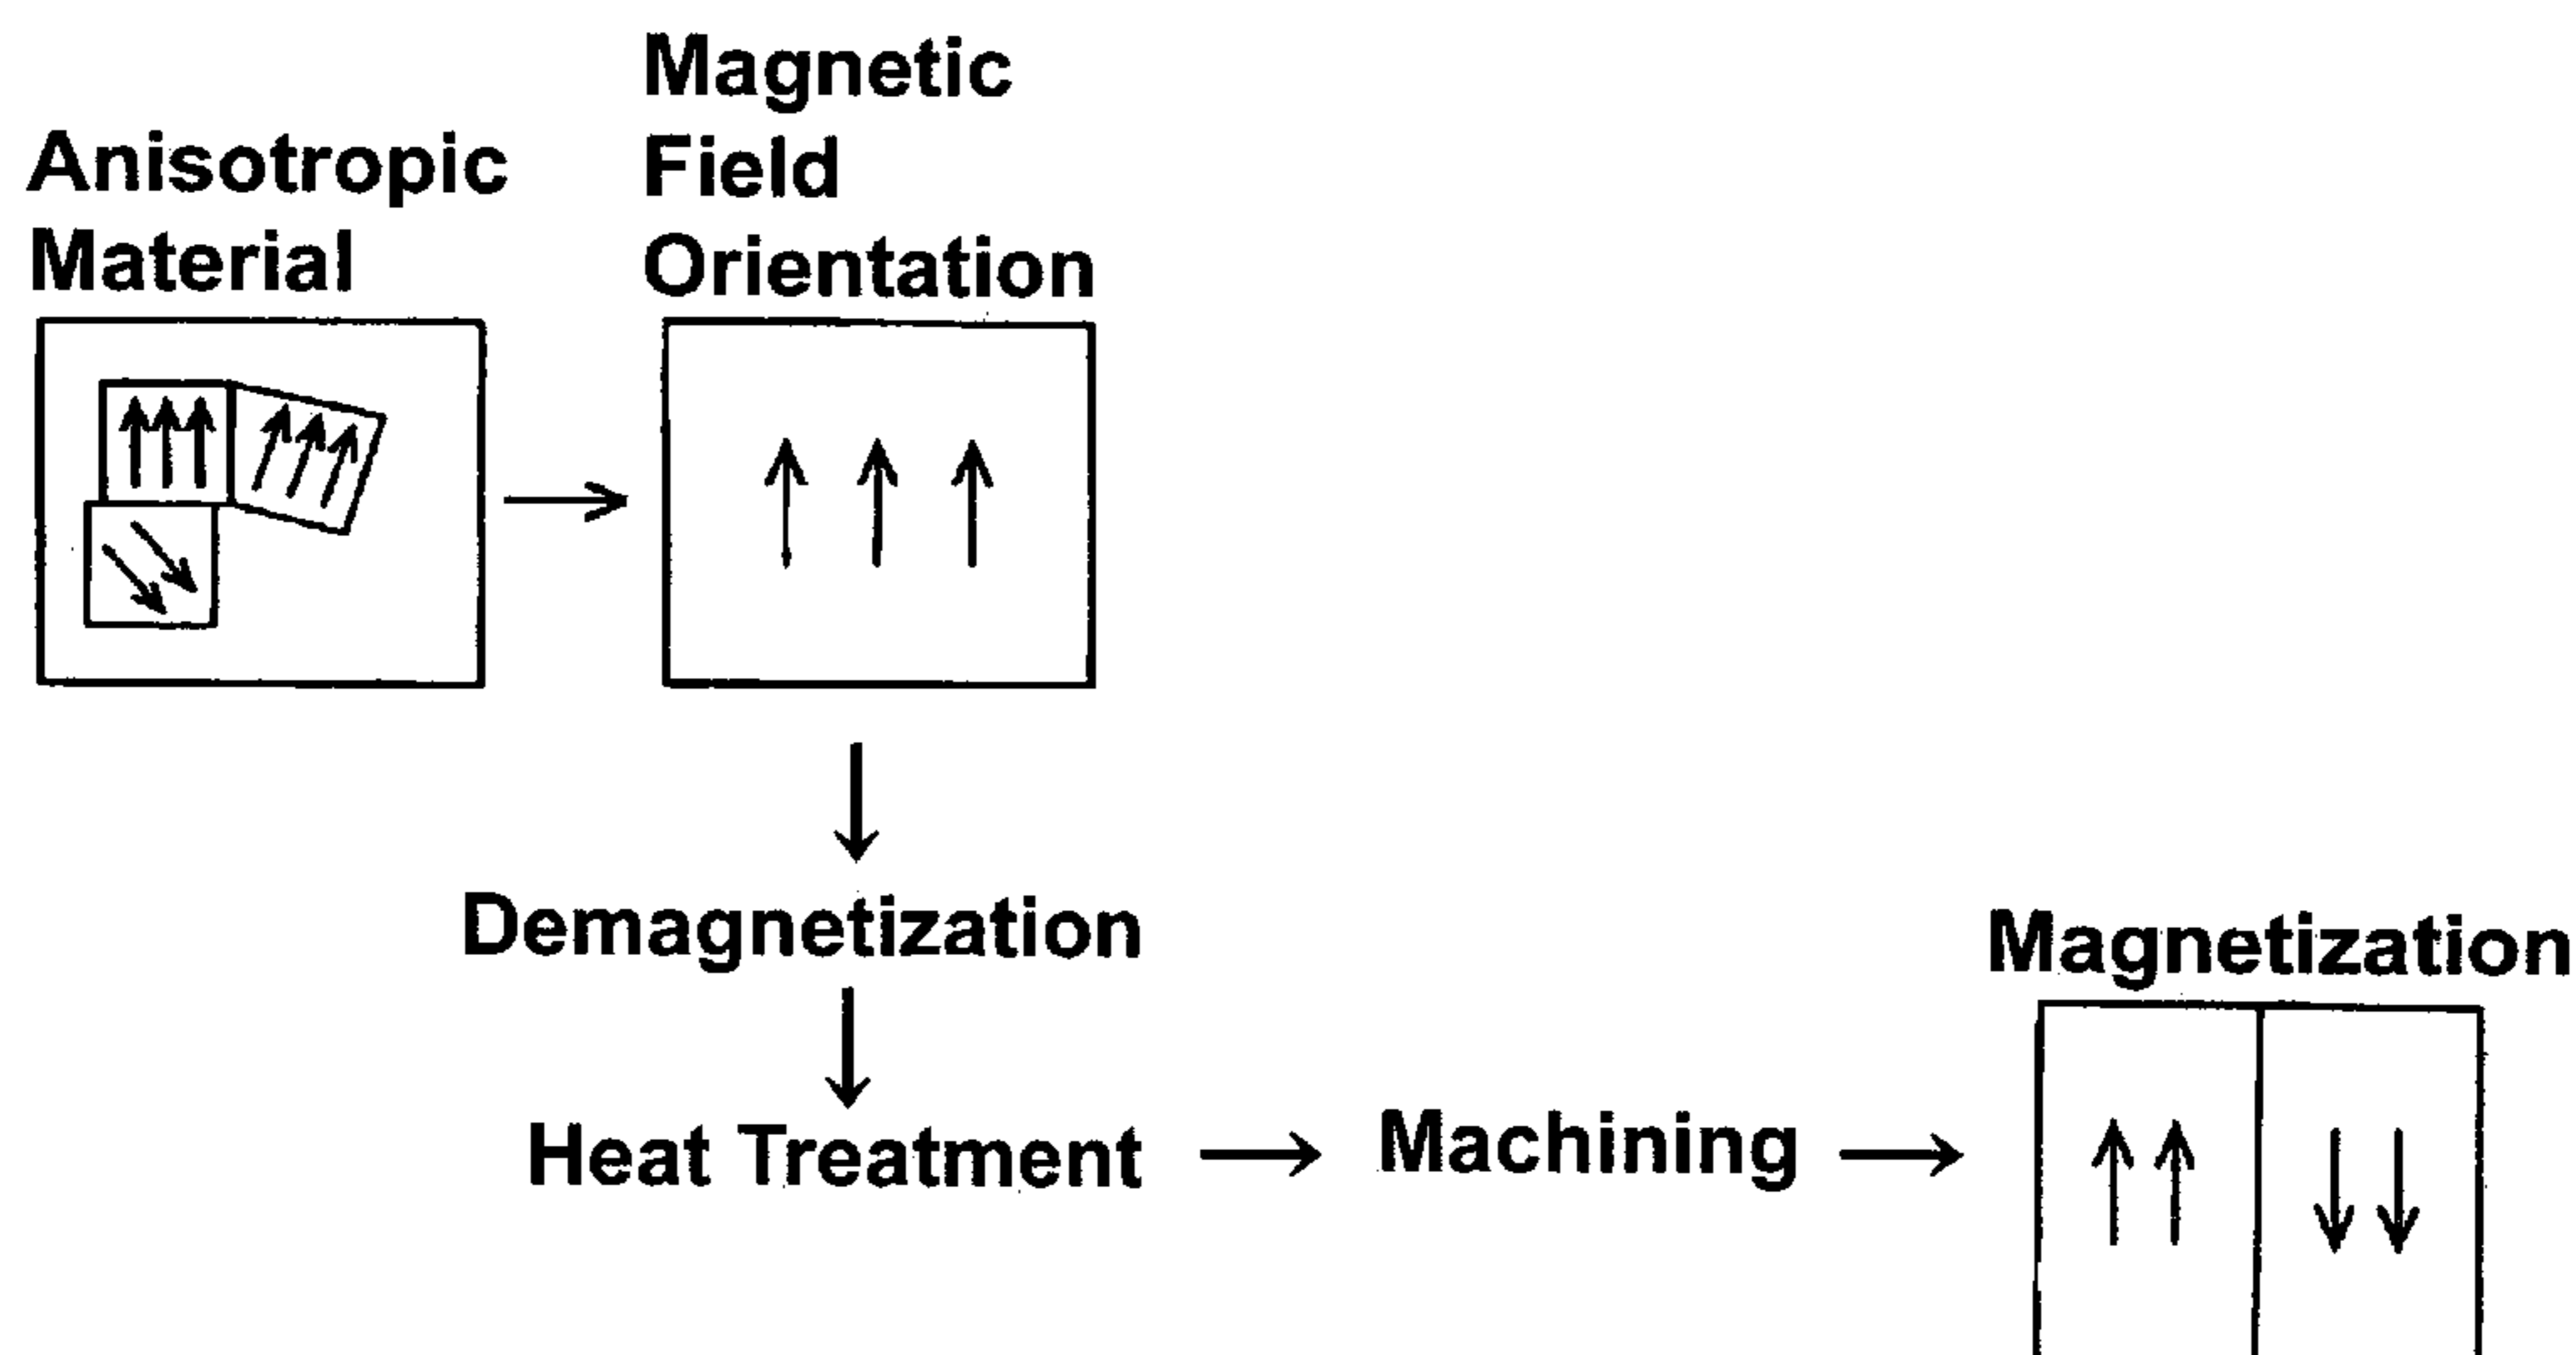 Anisotropic
Material
Magnetic
Field
Orientation
Demagnetization
Heat Treatment
Machining
Magnetization